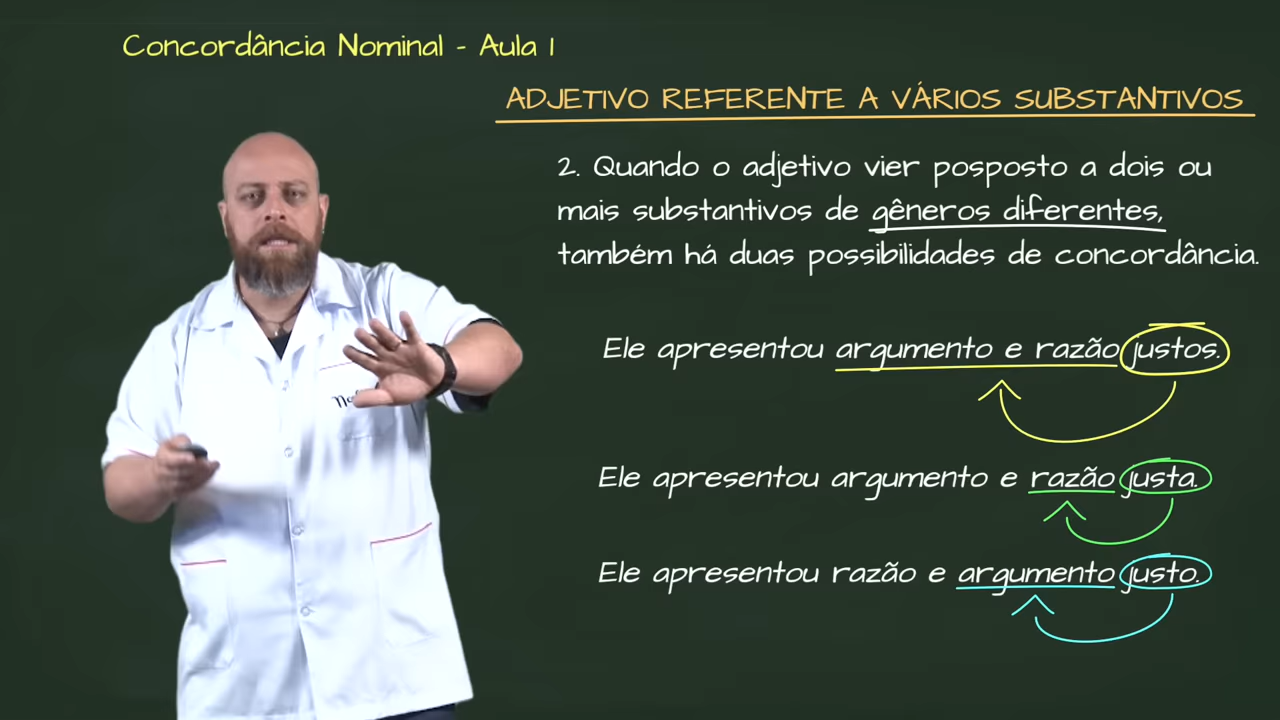 Concordância Nominal - Aula 1
ADJETIVO REFERENTE A VÁRIOS SUBSTANTIVOS
2. Quando o adjetivo vier posposto a dois ou
mais substantivos de gêneros diferentes,
também há duas possibilidades de concordância.
Ele apresentou argumento e razão justos.
Ele apresentou argumento e razão justa.
Ele apresentou razão e argumento justo.